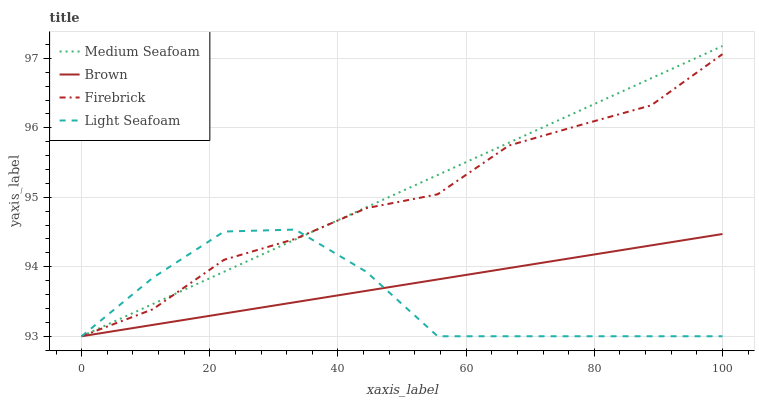 title
Medium Seafoam
Brown
Firebrick
Light Seafoam
yaxis_label
97
96
95
94
93
0 20 40 60 80 100
xaxis_label